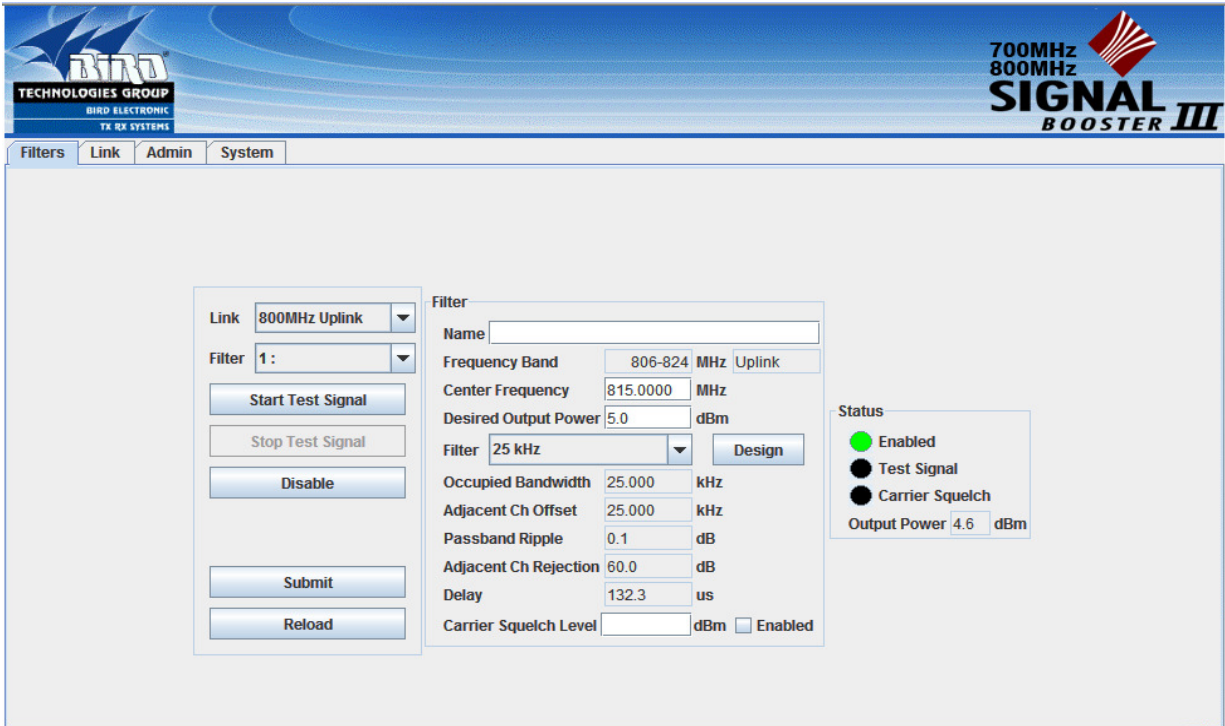 BIRD®
TECHNOLOGIES GROUP
BIRD ELECTRONIC
TX RX SYSTEMS
700MHz
800MHz
SIGNAL
BOOSTER III
Filters Link Admin System
Link 800MHz Uplink
Filter 1 :
Start Test Signal
Stop Test Signal
Disable
Submit
Reload
Filter
Name
Frequency Band 806-824 MHz Uplink
Center Frequency 815.0000 MHz
Desired Output Power 5.0 dBm
Filter 25 kHz Design
Occupied Bandwidth 25.000 kHz
Adjacent Ch Offset 25.000 kHz
Passband Ripple 0.1 dB
Adjacent Ch Rejection 60.0 dB
Delay 132.3 us
Carrier Squelch Level dBm Enabled
Status
Enabled
Test Signal
Carrier Squelch
Output Power 4.6 dBm